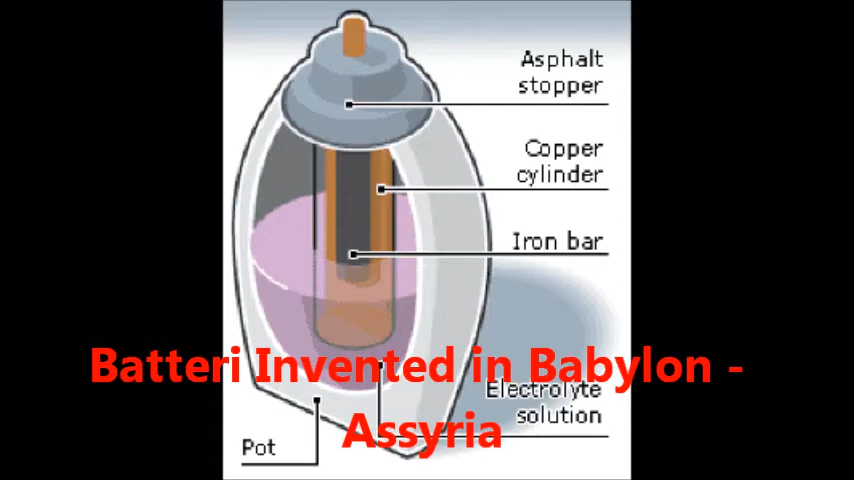 Asphalt
stopper
Copper
cylinder
Iron bar
Batteri Invented in Babylon -
Electrolyte
solution
Assyria
Pot